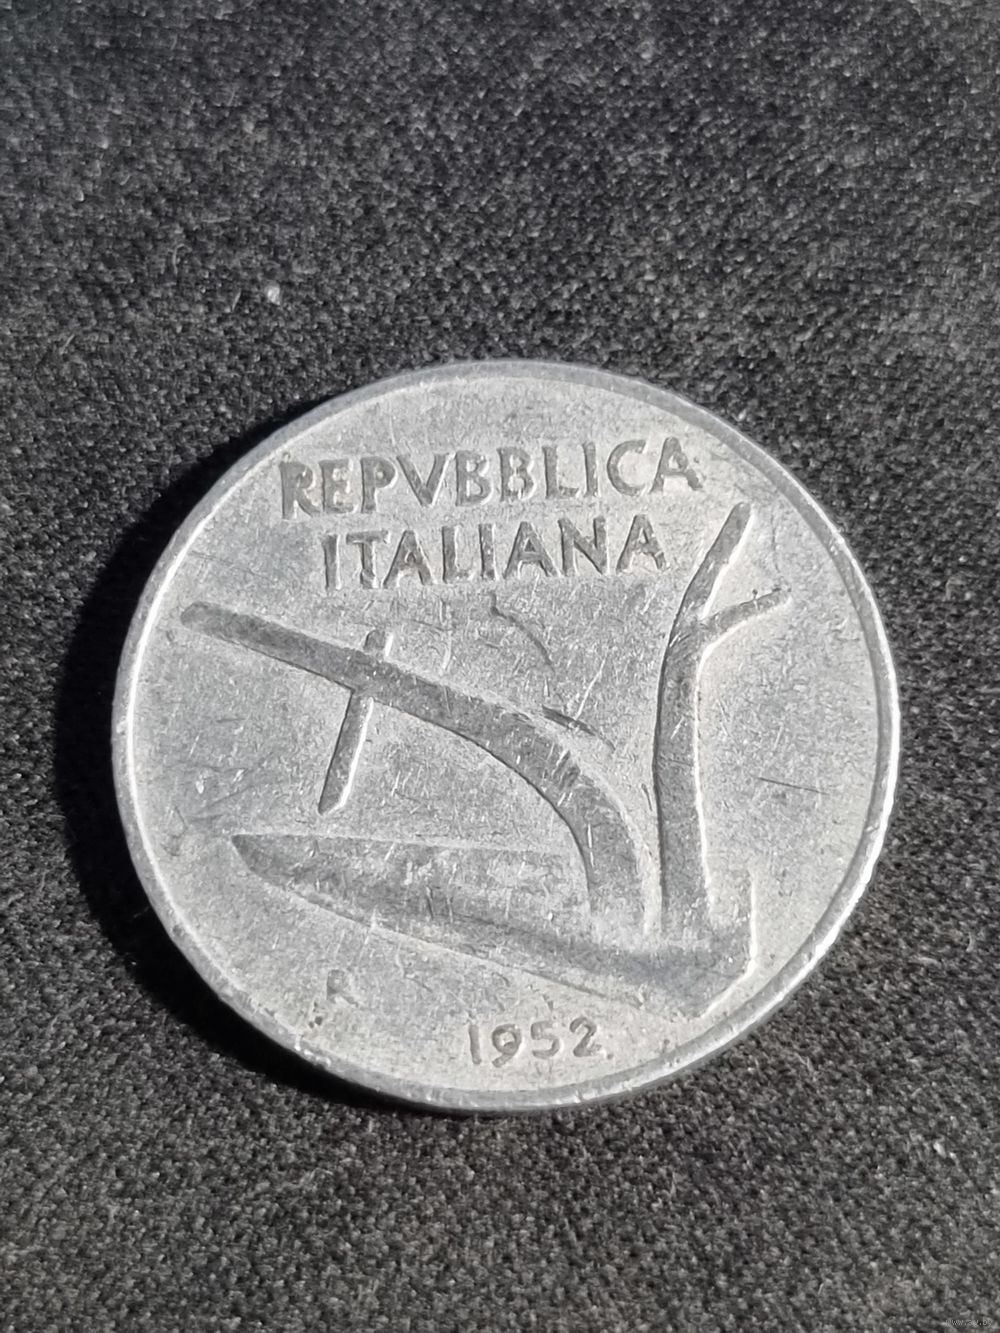 REPVBBLICA
ITALIANA
R
1952